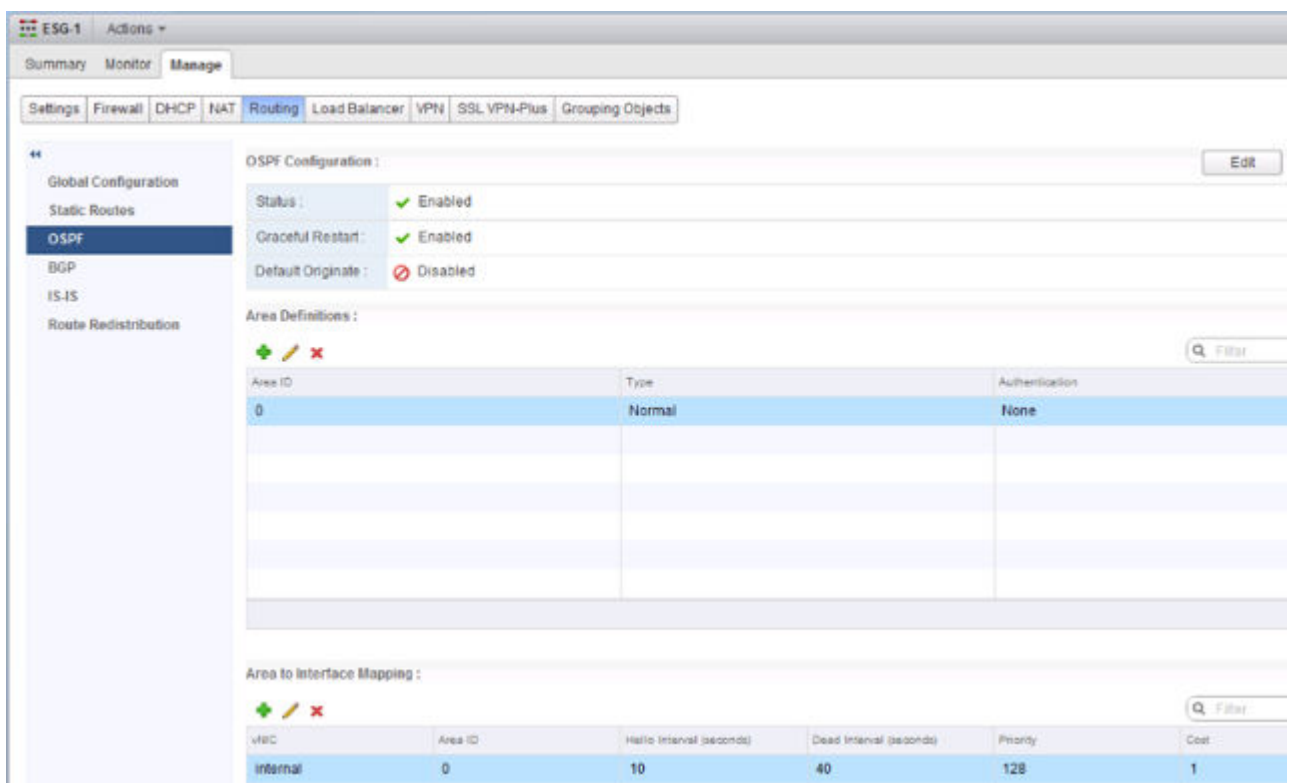 ESG-1 Actions
Summary Monitor Manage
Settings Firewall DHCP NAT Routing Load Balancer VPN SSL VPN-Plus Grouping Objects
Global Configuration
Static Routes
OSPF
BGP
IS-IS
Route Redistribution
OSPF Configuration :
Edit
Status : Enabled
Graceful Restart : Enabled
Default Originate : Disabled
Area Definitions :
Filter
Area ID Type Authentication
0 Normal None
Area to Interface Mapping :
Filter
vNIC Area ID Hello Interval (seconds) Dead Interval (seconds) Priority Cost
internal 0 10 40 128 1